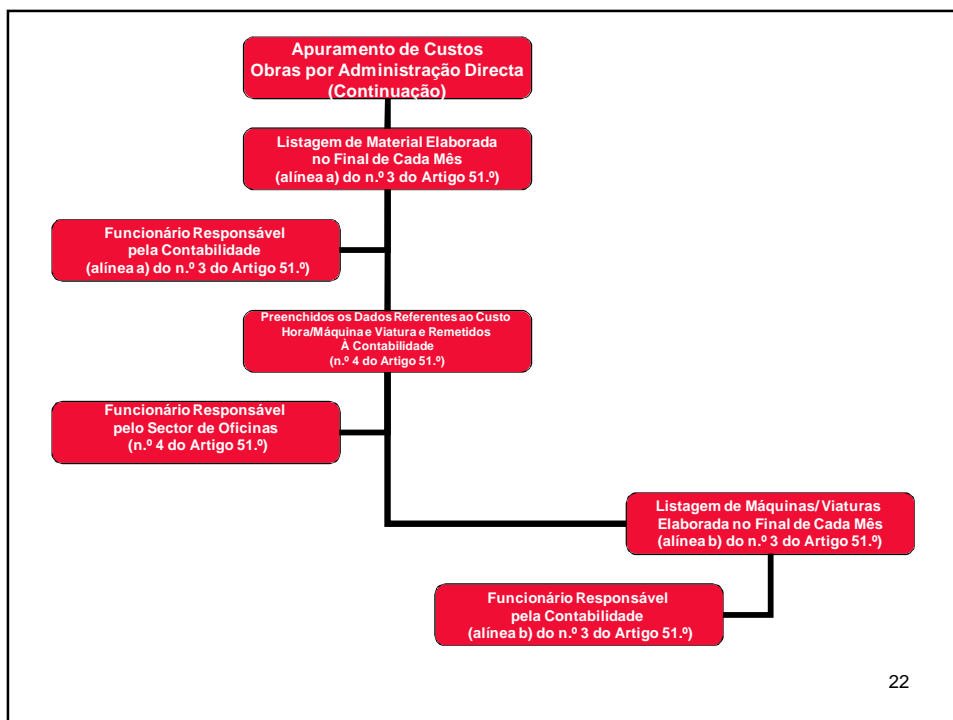 Apuramento de Custos
Obras por Administração Directa
(Continuação)
Listagem de Material Elaborada
no Final de Cada Mês
(alínea a) do n.º 3 do Artigo 51.º)
Funcionário Responsável
pela Contabilidade
(alínea a) do n.º 3 do Artigo 51.º)
Preenchidos os Dados Referentes ao Custo
Hora/Máquina e Viatura e Remetidos
À Contabilidade
(n.º 4 do Artigo 51.º)
Funcionário Responsável
pelo Sector de Oficinas
(n.º 4 do Artigo 51.º)
Listagem de Máquinas/ Viaturas
Elaborada no Final de Cada Mês
(alínea b) do n.º 3 do Artigo 51.º)
Funcionário Responsável
pela Contabilidade
(alínea b) do n.º 3 do Artigo 51.º)
22